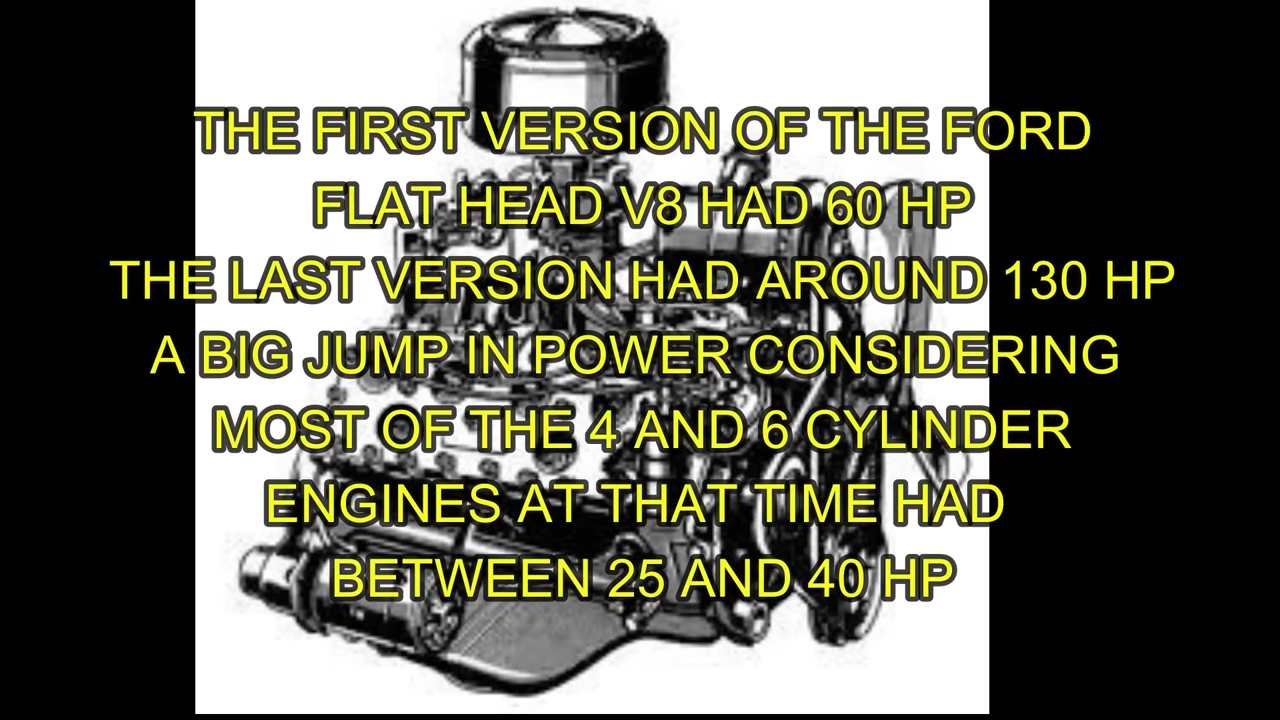 THE FIRST VERSION OF THE FORD
FLAT HEAD V8 HAD 60 HP
THE LAST VERSION HAD AROUND 130 HP
A BIG JUMP IN POWER CONSIDERING
MOST OF THE 4 AND 6 CYLINDER
ENGINES AT THAT TIME HAD
BETWEEN 25 AND 40 HP